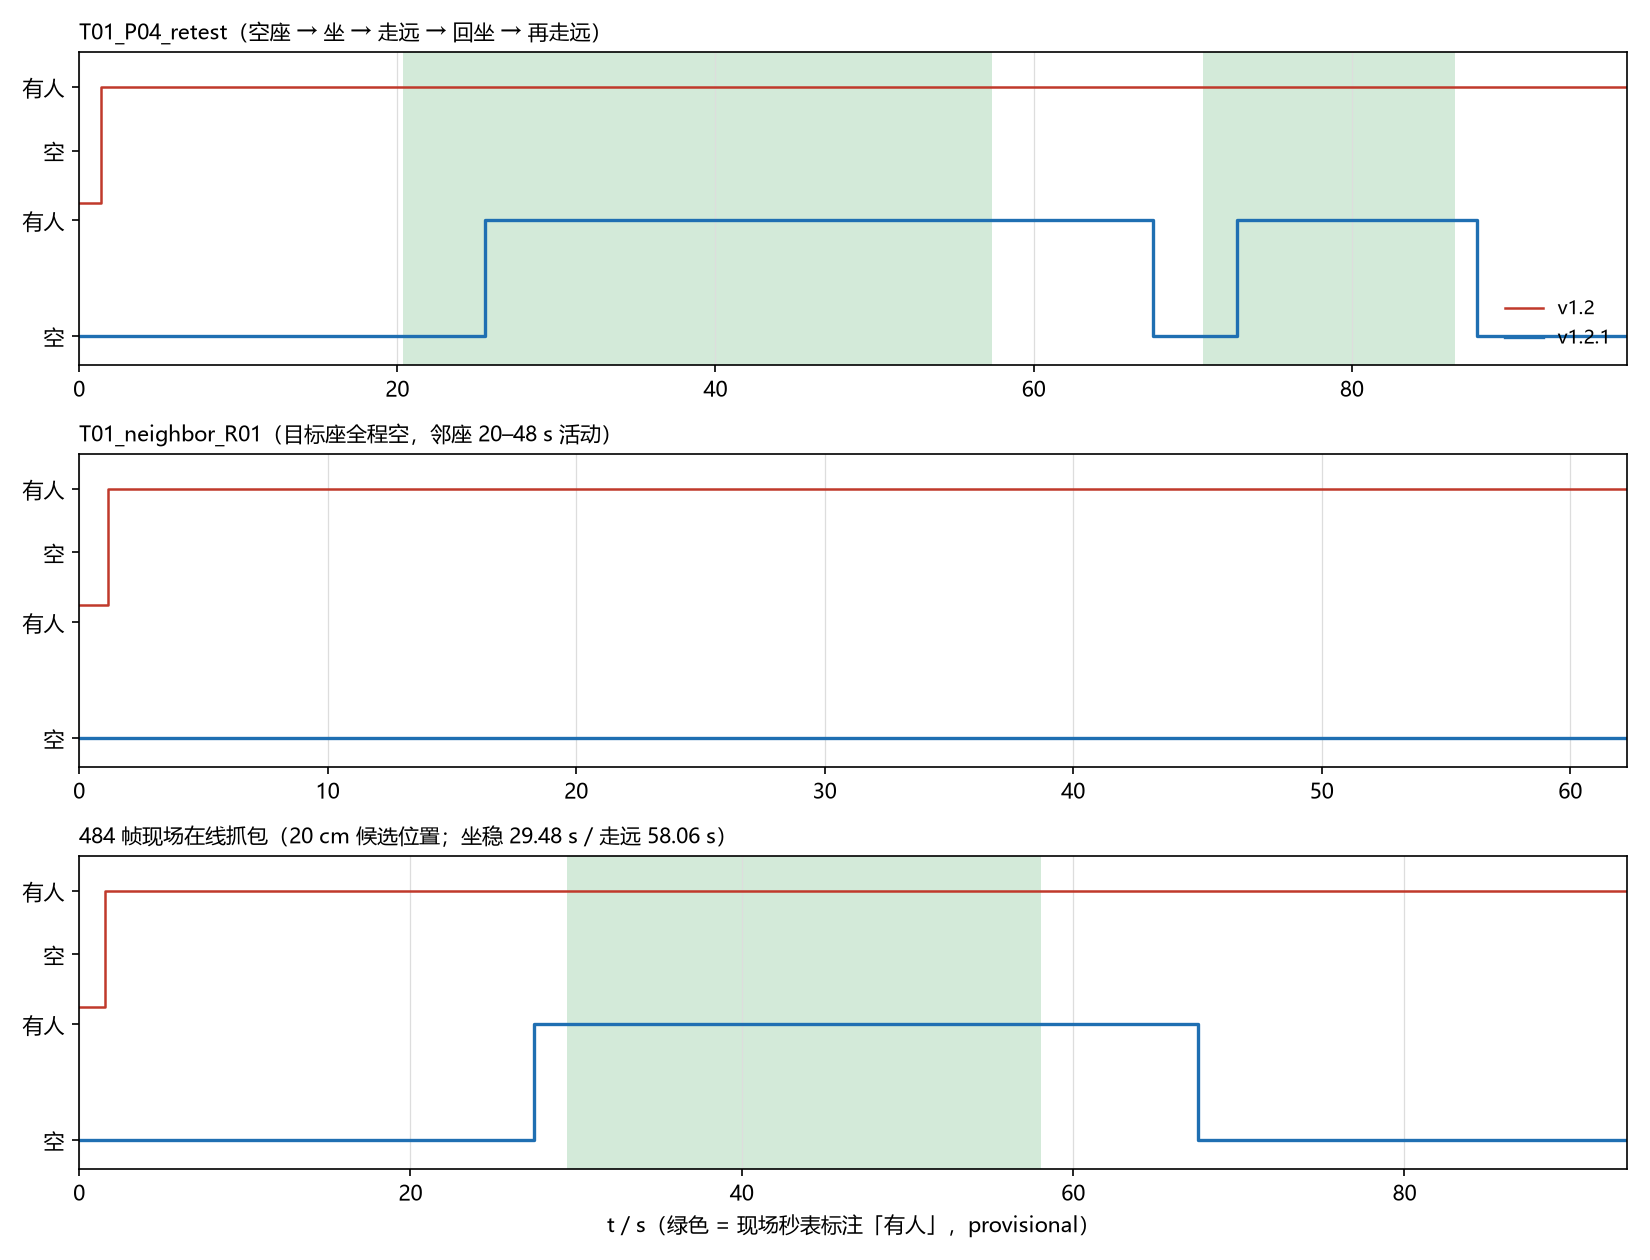 T01_P04_retest（空座 → 坐 → 走远 → 回坐 → 再走远）
有人
空
有人
空
v1.2
v1.2.1
0 20 40 60 80
T01_neighbor_R01（目标座全程空，邻座 20–48 s 活动）
有人
空
有人
空
0 10 20 30 40 50 60
484 帧现场在线抓包（20 cm 候选位置；坐稳 29.48 s / 走远 58.06 s）
有人
空
有人
空
0 20 40 60 80
t / s（绿色 = 现场秒表标注「有人」，provisional）